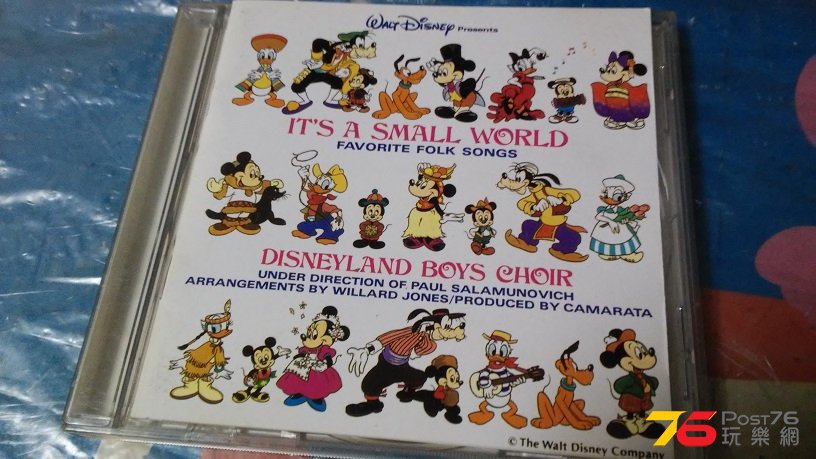 WALT DISNEY Presents
IT'S A SMALL WORLD
FAVORITE FOLK SONGS
DISNEYLAND BOYS CHOIR
UNDER DIRECTION OF PAUL SALAMUNOVICH
ARRANGEMENTS BY WILLARD JONES/PRODUCED BY CAMARATA
© The Walt Disney Company
76 POST76
玩樂網